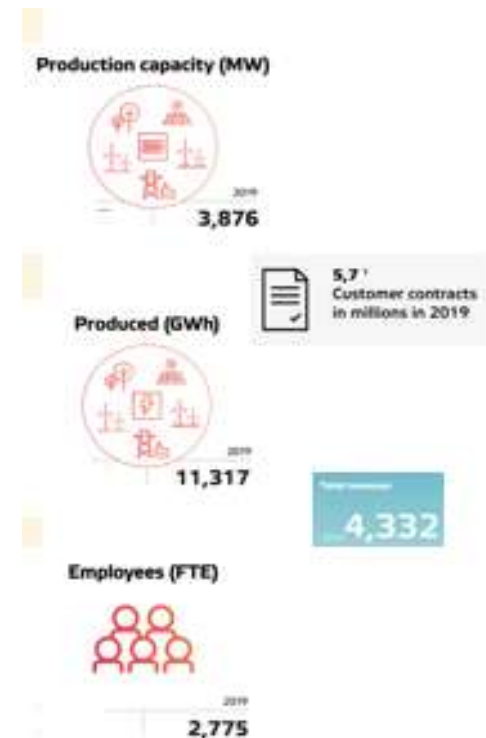 Production capacity (MW)
2019
3,876
5,7 ¹
Customer contracts
in millions in 2019
Produced (GWh)
2019
11,317
4,332
Employees (FTE)
2019
2,775